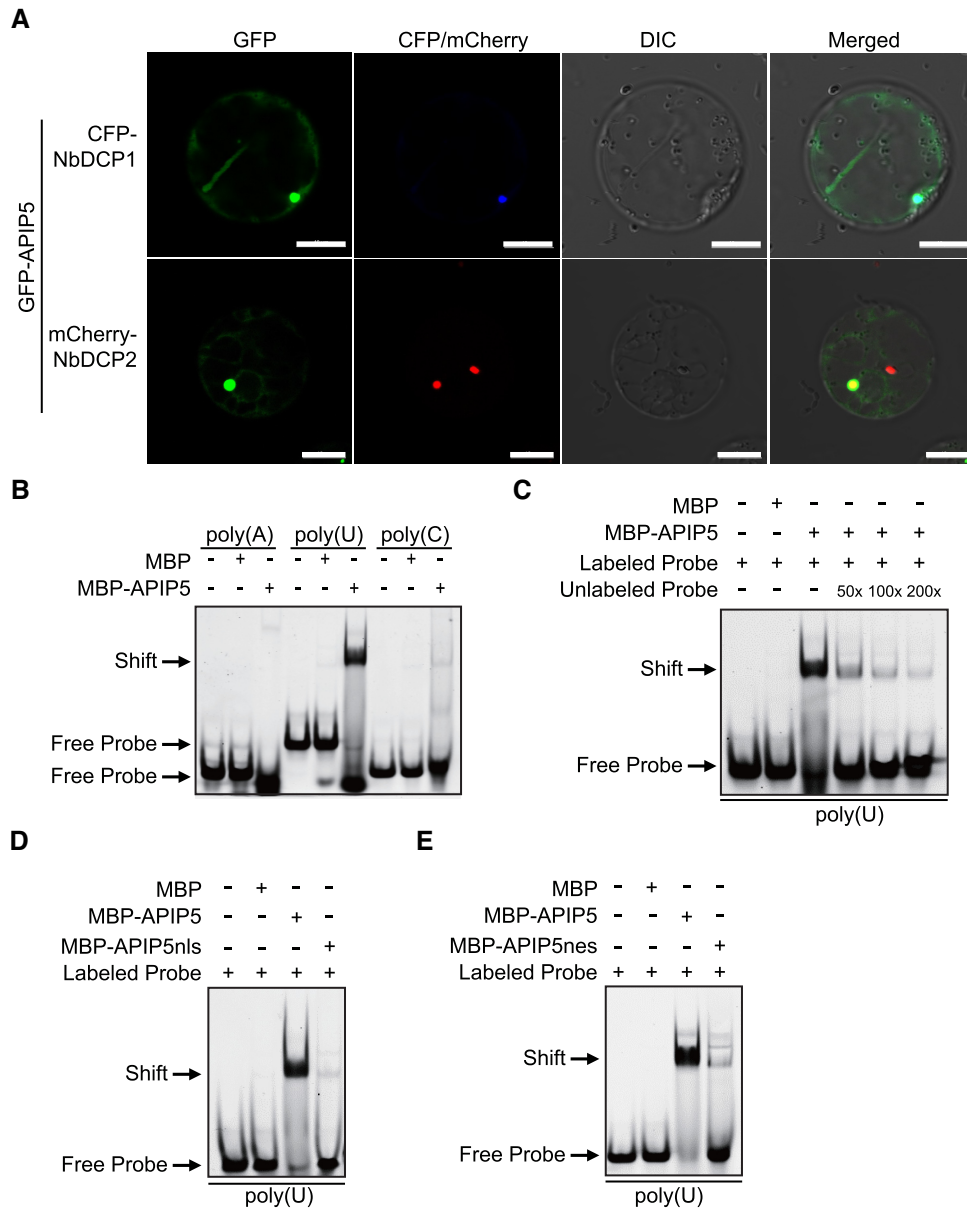 A
GFP CFP/mCherry DIC Merged
GFP-APIP5
CFP-
NbDCP1
mCherry-
NbDCP2
B
poly(A) poly(U) poly(C)
MBP - + - - + - - + -
MBP-APIP5 - - + - - + - - +
Shift
Free Probe
Free Probe
C
MBP - + - - - -
MBP-APIP5 - - + + + +
Labeled Probe + + + + + +
Unlabeled Probe - - - 50x 100x 200x
Shift
Free Probe
poly(U)
D
MBP - + - -
MBP-APIP5 - - + -
MBP-APIP5nls - - - +
Labeled Probe + + + +
Shift
Free Probe
poly(U)
E
MBP - + - -
MBP-APIP5 - - + -
MBP-APIP5nes - - - +
Labeled Probe + + + +
Shift
Free Probe
poly(U)